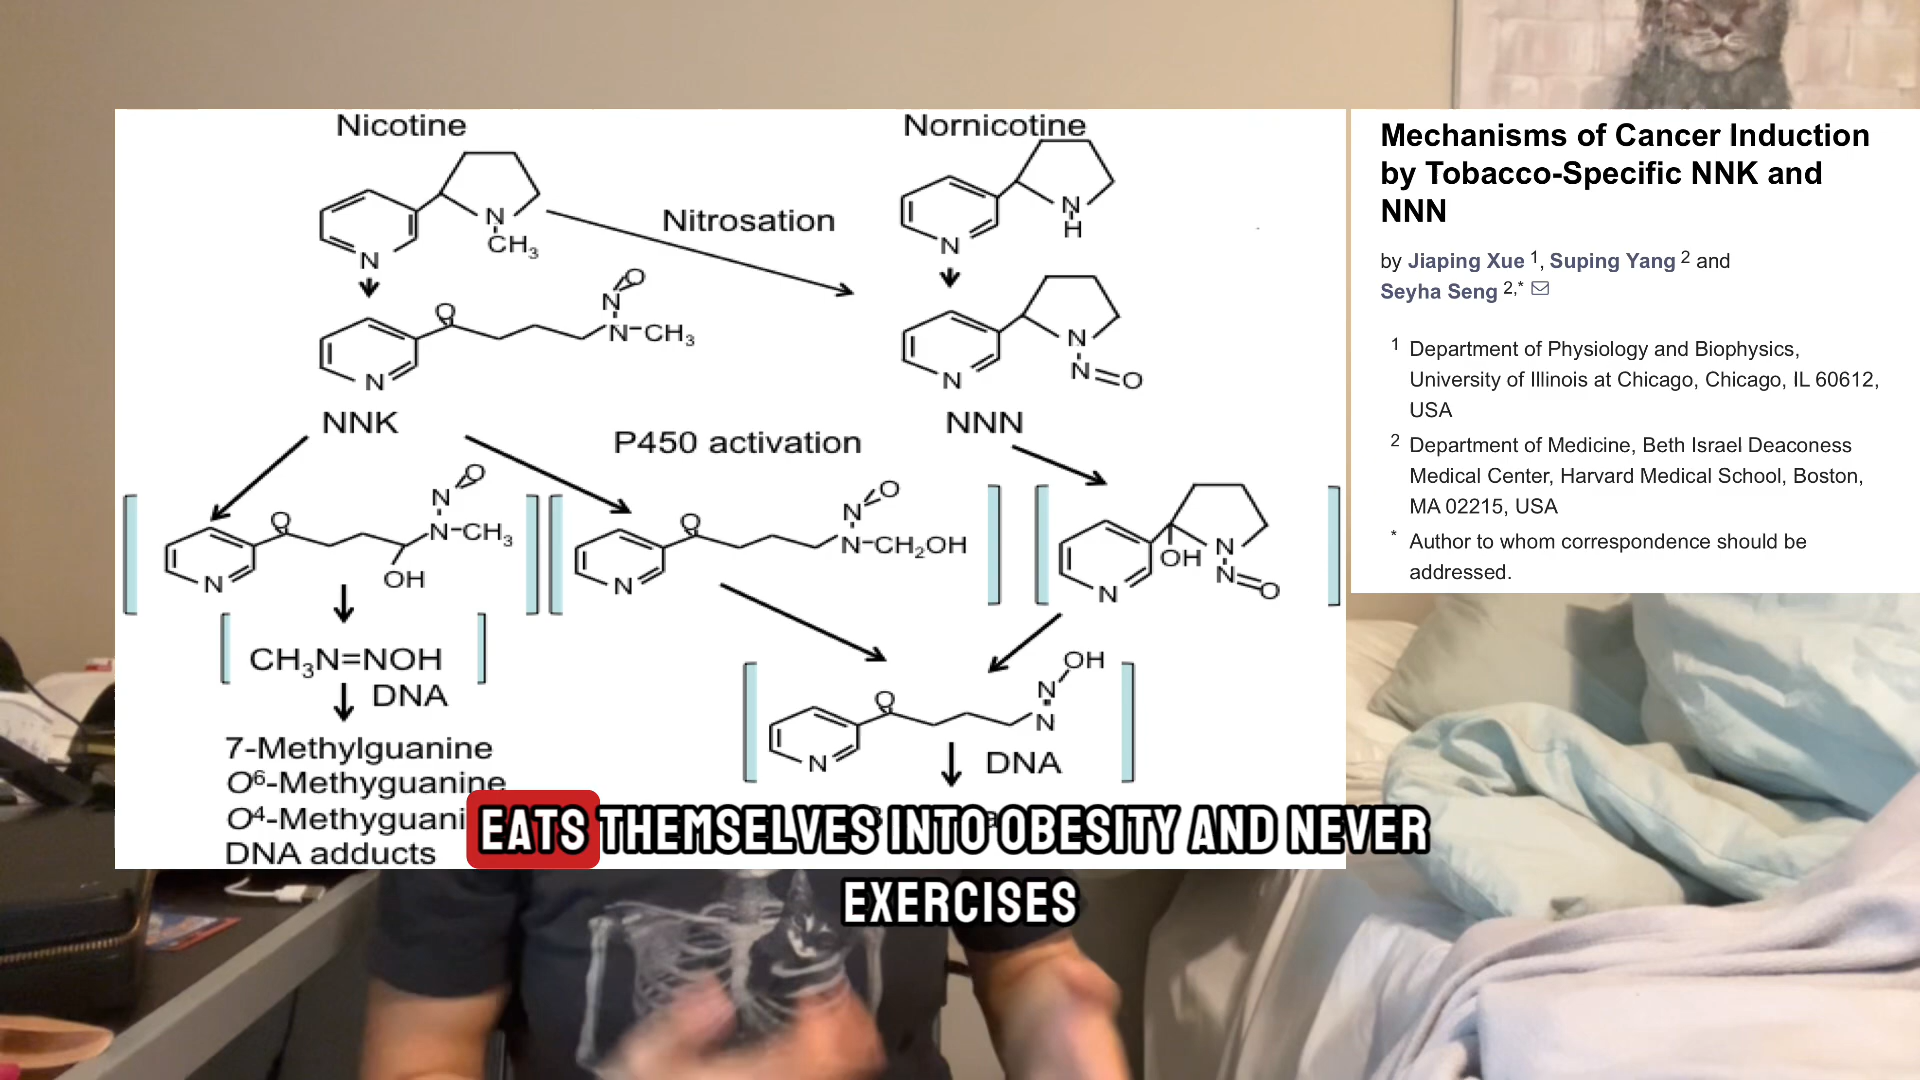 Nicotine
Nornicotine
N
CH3
N
Nitrosation
N
H
N
O
N
N-CH3
O
N
N
N=O
N
NNK
NNN
P450 activation
O
N
N-CH3
O
OH
N
O
N
N-CH2OH
O
N
OH
N
N=O
N
CH3N=NOH
DNA
OH
N
N
O
N
DNA
7-Methylguanine
O6-Methyguanine
O4-Methyguani
DNA adducts
Mechanisms of Cancer Induction
by Tobacco-Specific NNK and
NNN
by Jiaping Xue 1, Suping Yang 2 and
Seyha Seng 2,*
1 Department of Physiology and Biophysics,
University of Illinois at Chicago, Chicago, IL 60612,
USA
2 Department of Medicine, Beth Israel Deaconess
Medical Center, Harvard Medical School, Boston,
MA 02215, USA
* Author to whom correspondence should be
addressed.
EATS THEMSELVES INTO OBESITY AND NEVER
EXERCISES